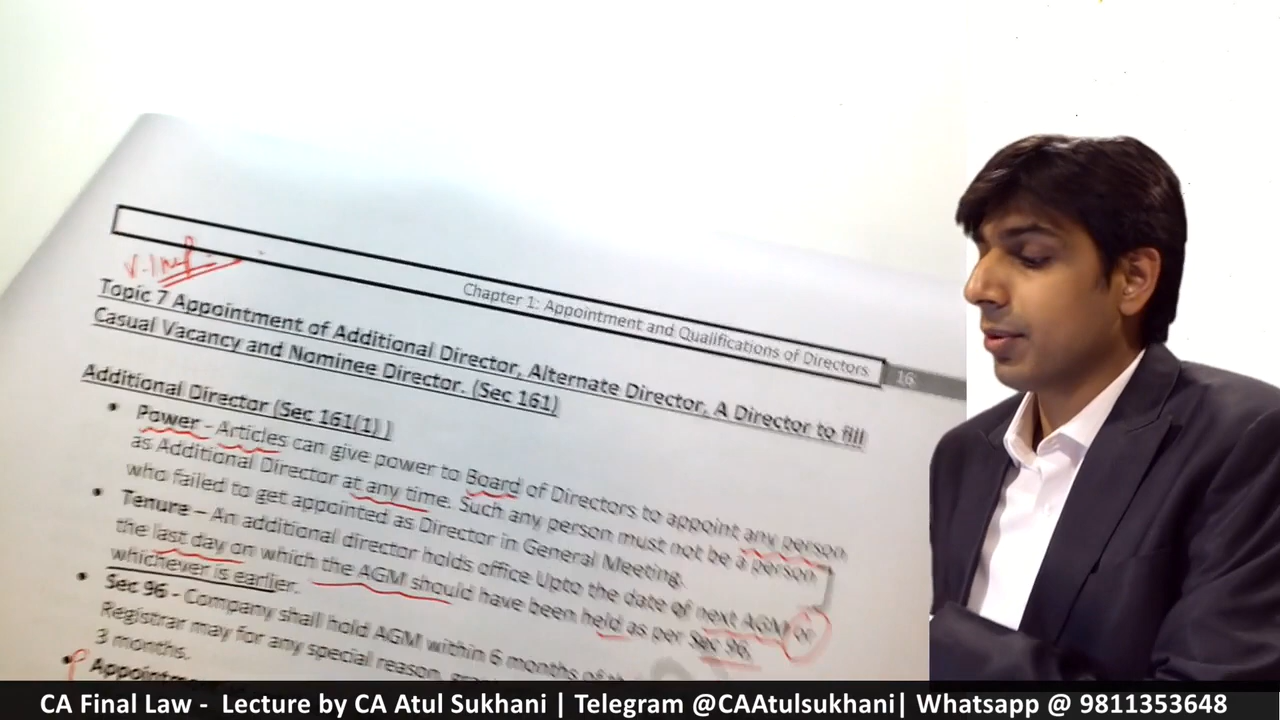 V. Imp
Chapter 1: Appointment and Qualifications of Directors
16
Topic 7 Appointment of Additional Director, Alternate Director, A Director to fill
Casual Vacancy and Nominee Director. (Sec 161)
Additional Director (Sec 161(1) )
• Power - Articles can give power to Board of Directors to appoint any person
as Additional Director at any time. Such any person must not be a person
who failed to get appointed as Director in General Meeting.
• Tenure – An additional director holds office Upto the date of next AGM or
the last day on which the AGM should have been held as per Sec 96,
whichever is earlier.
• Sec 96 - Company shall hold AGM within 6 months of the
Registrar may for any special reason,
3 months.
CA Final Law - Lecture by CA Atul Sukhani | Telegram @CAAtulsukhani| Whatsapp @ 9811353648